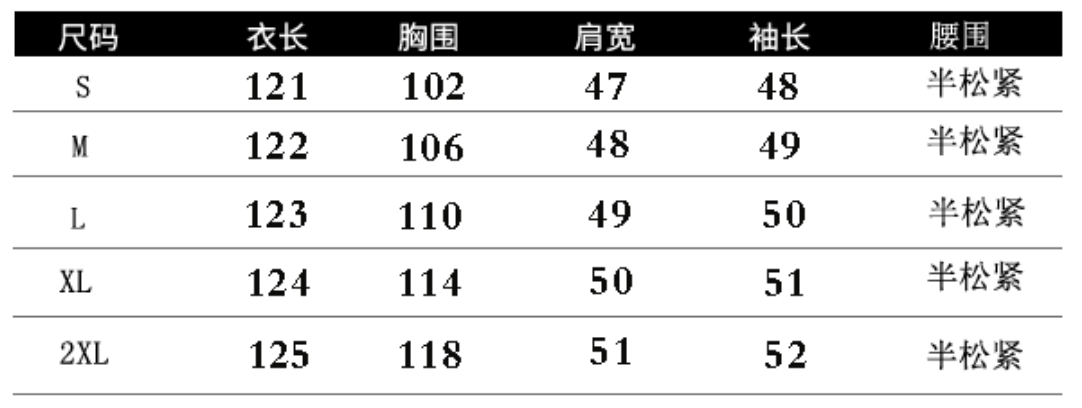 尺码 衣长 胸围 肩宽 袖长 腰围
S 121 102 47 48 半松紧
M 122 106 48 49 半松紧
L 123 110 49 50 半松紧
XL 124 114 50 51 半松紧
2XL 125 118 51 52 半松紧